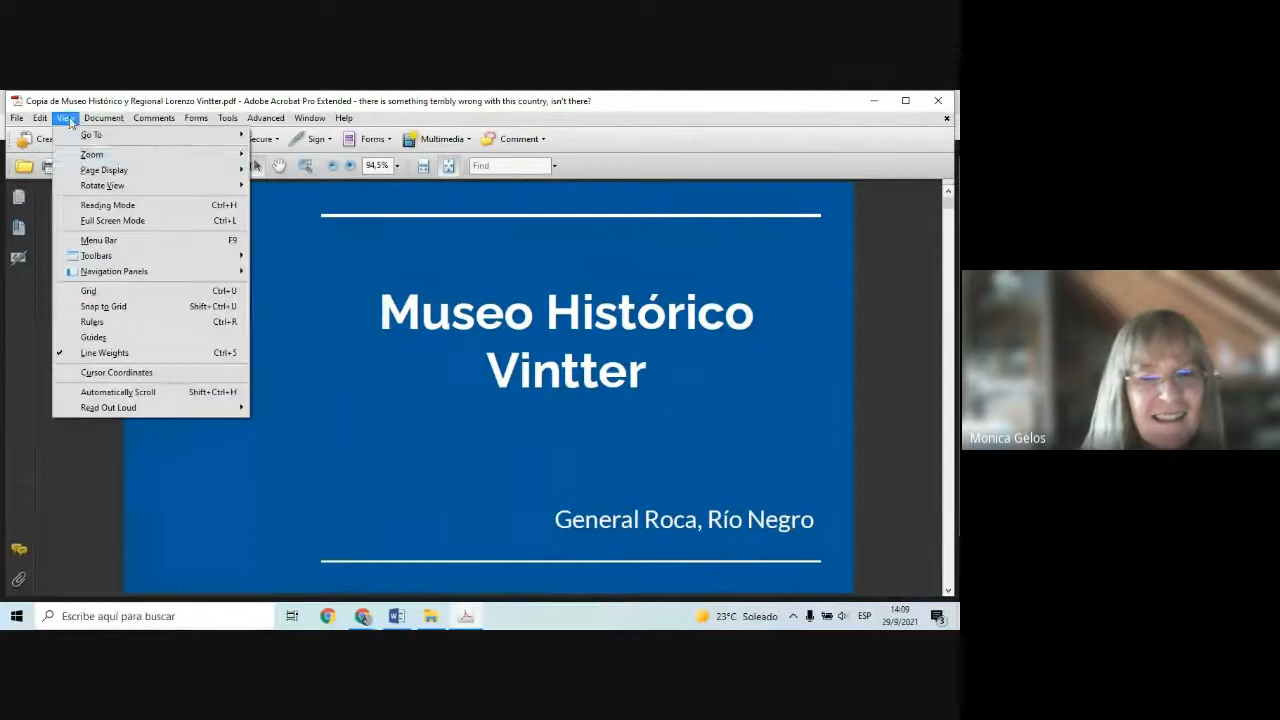 Copia de Museo Histórico y Regional Lorenzo Vintter.pdf - Adobe Acrobat Pro Extended - there is something terribly wrong with this country, isn't there?
File Edit View Document Comments Forms Tools Advanced Window Help
Sign Forms Multimedia Comment
94,5% Find
Go To
Zoom
Page Display
Rotate View
Reading Mode Ctrl+H
Full Screen Mode Ctrl+L
Menu Bar F9
Toolbars
Navigation Panels
Grid Ctrl+U
Snap to Grid Shift+Ctrl+U
Rulers Ctrl+R
Guides
Line Weights Ctrl+5
Cursor Coordinates
Automatically Scroll Shift+Ctrl+H
Read Out Loud
Museo Histórico
Vintter
General Roca, Río Negro
Monica Gelos
Escribe aquí para buscar
23°C Soleado
ESP
14:09
29/9/2021
3